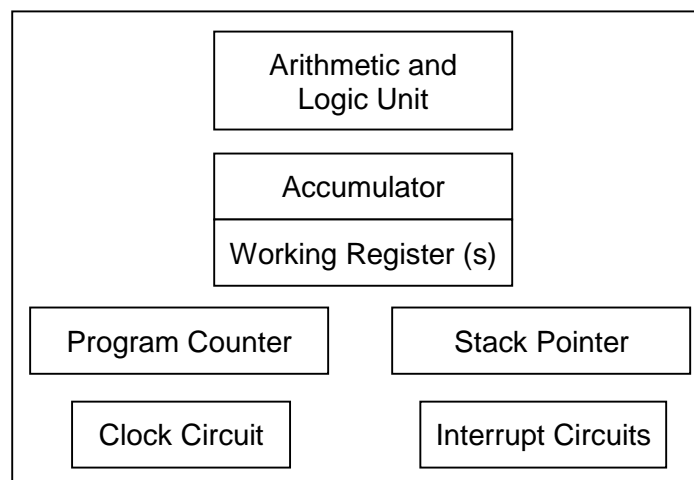 Arithmetic and
Logic Unit
Accumulator
Working Register (s)
Program Counter
Stack Pointer
Clock Circuit
Interrupt Circuits